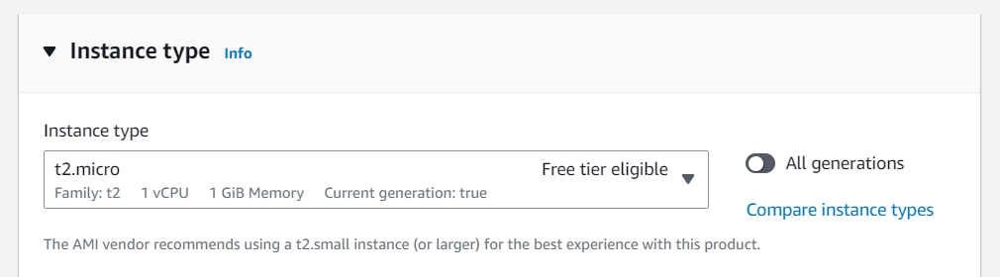 Instance type Info
Instance type
t2.micro Free tier eligible
Family: t2 1 vCPU 1 GiB Memory Current generation: true
All generations
Compare instance types
The AMI vendor recommends using a t2.small instance (or larger) for the best experience with this product.